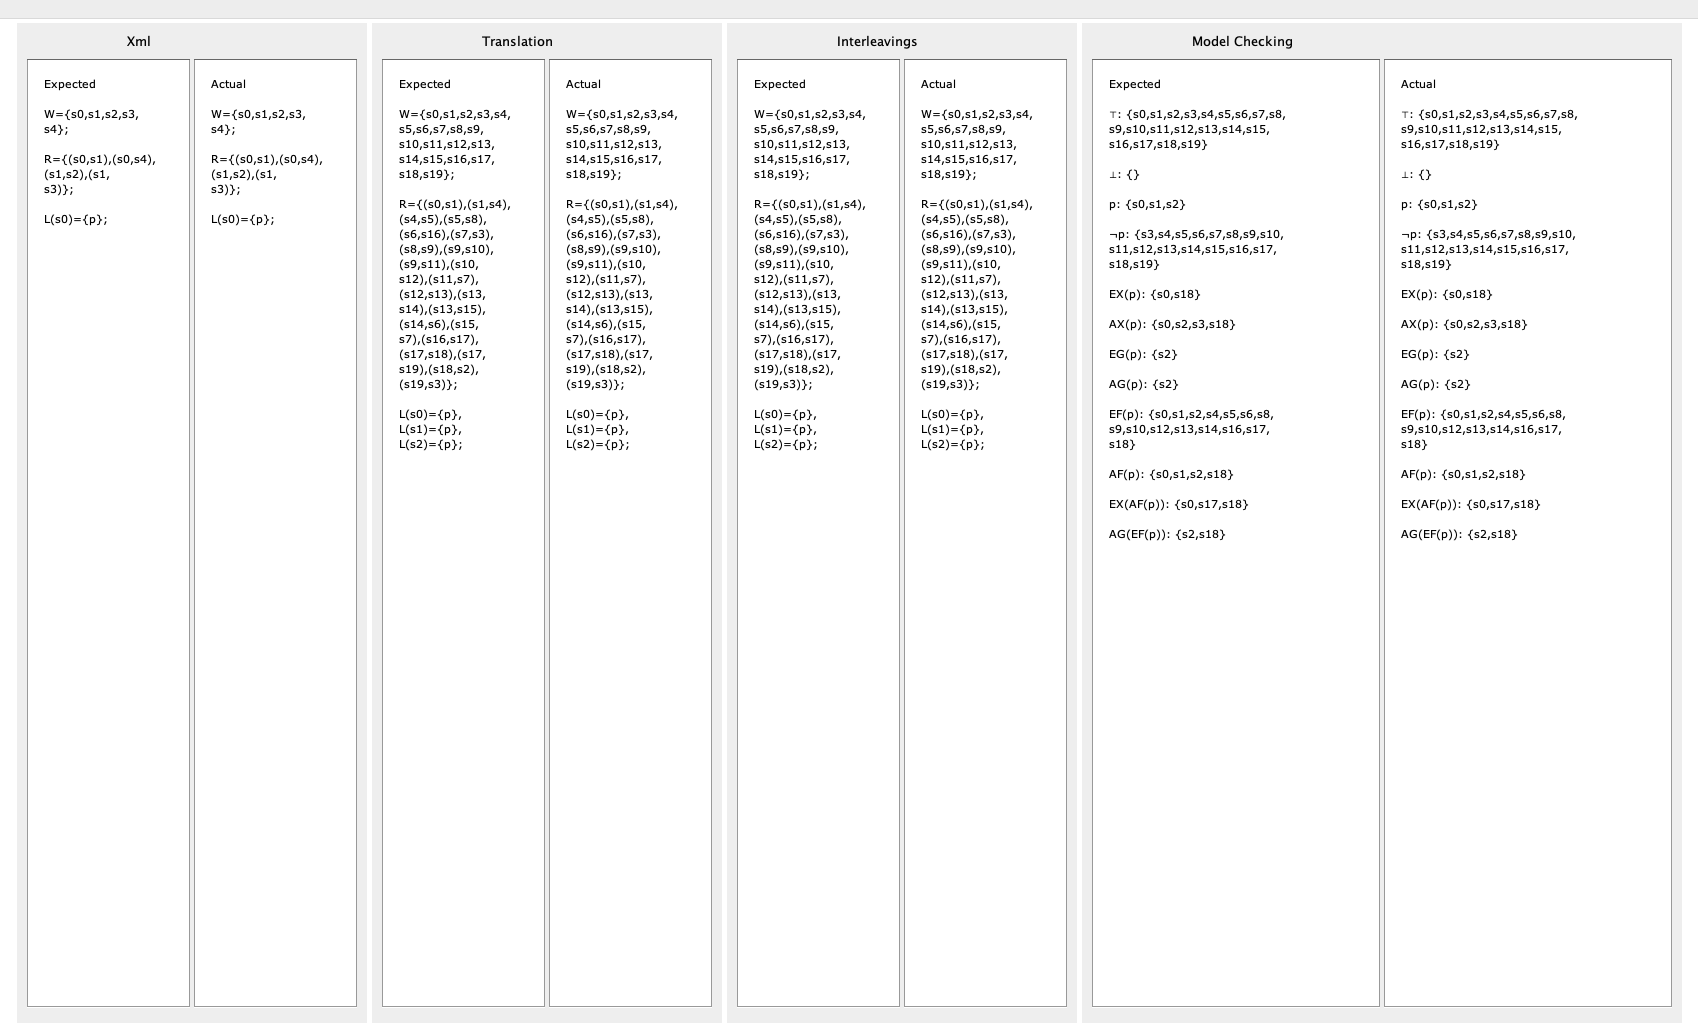 Xml
Expected
W={s0,s1,s2,s3,
s4};
R={(s0,s1),(s0,s4),
(s1,s2),(s1,
s3)};
L(s0)={p};
Actual
W={s0,s1,s2,s3,
s4};
R={(s0,s1),(s0,s4),
(s1,s2),(s1,
s3)};
L(s0)={p};
Translation
Expected
W={s0,s1,s2,s3,s4,
s5,s6,s7,s8,s9,
s10,s11,s12,s13,
s14,s15,s16,s17,
s18,s19};
R={(s0,s1),(s1,s4),
(s4,s5),(s5,s8),
(s6,s16),(s7,s3),
(s8,s9),(s9,s10),
(s9,s11),(s10,
s12),(s11,s7),
(s12,s13),(s13,
s14),(s13,s15),
(s14,s6),(s15,
s7),(s16,s17),
(s17,s18),(s17,
s19),(s18,s2),
(s19,s3)};
L(s0)={p},
L(s1)={p},
L(s2)={p};
Actual
W={s0,s1,s2,s3,s4,
s5,s6,s7,s8,s9,
s10,s11,s12,s13,
s14,s15,s16,s17,
s18,s19};
R={(s0,s1),(s1,s4),
(s4,s5),(s5,s8),
(s6,s16),(s7,s3),
(s8,s9),(s9,s10),
(s9,s11),(s10,
s12),(s11,s7),
(s12,s13),(s13,
s14),(s13,s15),
(s14,s6),(s15,
s7),(s16,s17),
(s17,s18),(s17,
s19),(s18,s2),
(s19,s3)};
L(s0)={p},
L(s1)={p},
L(s2)={p};
Interleavings
Expected
W={s0,s1,s2,s3,s4,
s5,s6,s7,s8,s9,
s10,s11,s12,s13,
s14,s15,s16,s17,
s18,s19};
R={(s0,s1),(s1,s4),
(s4,s5),(s5,s8),
(s6,s16),(s7,s3),
(s8,s9),(s9,s10),
(s9,s11),(s10,
s12),(s11,s7),
(s12,s13),(s13,
s14),(s13,s15),
(s14,s6),(s15,
s7),(s16,s17),
(s17,s18),(s17,
s19),(s18,s2),
(s19,s3)};
L(s0)={p},
L(s1)={p},
L(s2)={p};
Actual
W={s0,s1,s2,s3,s4,
s5,s6,s7,s8,s9,
s10,s11,s12,s13,
s14,s15,s16,s17,
s18,s19};
R={(s0,s1),(s1,s4),
(s4,s5),(s5,s8),
(s6,s16),(s7,s3),
(s8,s9),(s9,s10),
(s9,s11),(s10,
s12),(s11,s7),
(s12,s13),(s13,
s14),(s13,s15),
(s14,s6),(s15,
s7),(s16,s17),
(s17,s18),(s17,
s19),(s18,s2),
(s19,s3)};
L(s0)={p},
L(s1)={p},
L(s2)={p};
Model Checking
Expected
⊤: {s0,s1,s2,s3,s4,s5,s6,s7,s8,
s9,s10,s11,s12,s13,s14,s15,
s16,s17,s18,s19}
⊥: {}
p: {s0,s1,s2}
¬p: {s3,s4,s5,s6,s7,s8,s9,s10,
s11,s12,s13,s14,s15,s16,s17,
s18,s19}
EX(p): {s0,s18}
AX(p): {s0,s2,s3,s18}
EG(p): {s2}
AG(p): {s2}
EF(p): {s0,s1,s2,s4,s5,s6,s8,
s9,s10,s12,s13,s14,s16,s17,
s18}
AF(p): {s0,s1,s2,s18}
EX(AF(p)): {s0,s17,s18}
AG(EF(p)): {s2,s18}
Actual
⊤: {s0,s1,s2,s3,s4,s5,s6,s7,s8,
s9,s10,s11,s12,s13,s14,s15,
s16,s17,s18,s19}
⊥: {}
p: {s0,s1,s2}
¬p: {s3,s4,s5,s6,s7,s8,s9,s10,
s11,s12,s13,s14,s15,s16,s17,
s18,s19}
EX(p): {s0,s18}
AX(p): {s0,s2,s3,s18}
EG(p): {s2}
AG(p): {s2}
EF(p): {s0,s1,s2,s4,s5,s6,s8,
s9,s10,s12,s13,s14,s16,s17,
s18}
AF(p): {s0,s1,s2,s18}
EX(AF(p)): {s0,s17,s18}
AG(EF(p)): {s2,s18}